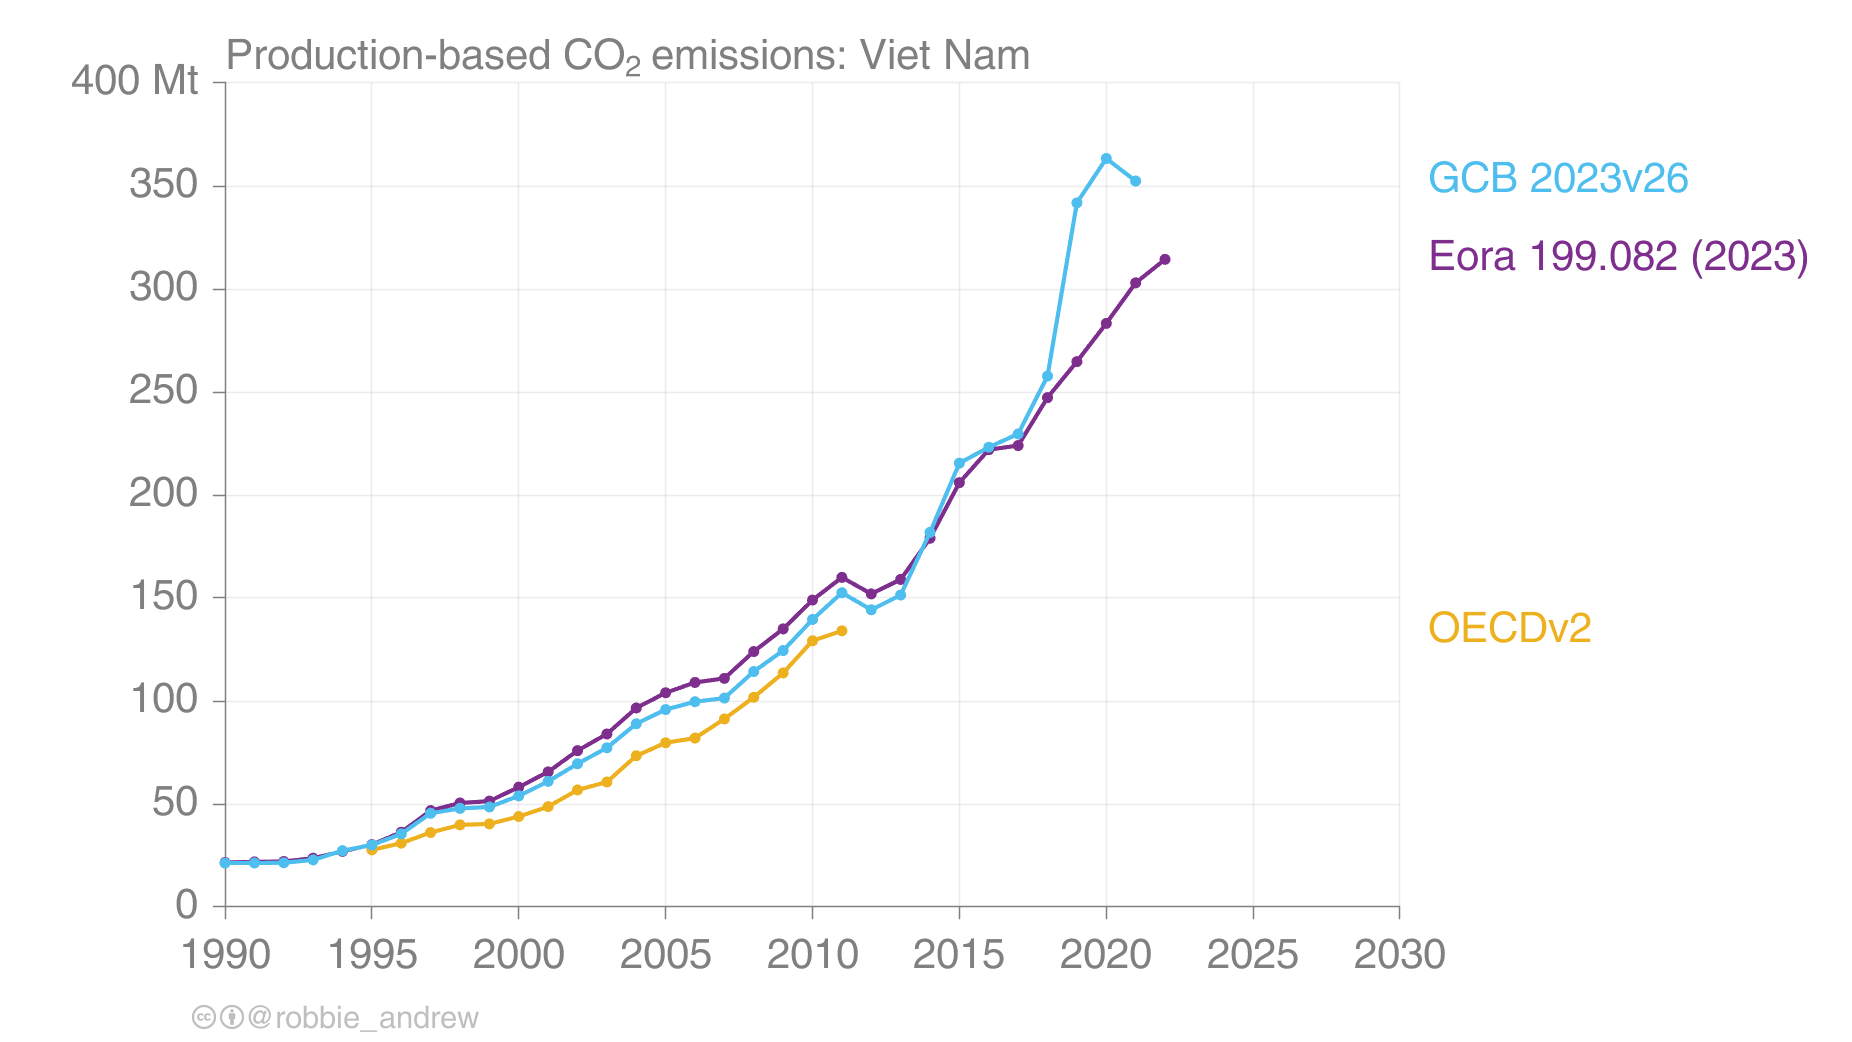 Production-based CO₂ emissions: Viet Nam
400 Mt
350
300
250
200
150
100
50
0
1990 1995 2000 2005 2010 2015 2020 2025 2030
GCB 2023v26
Eora 199.082 (2023)
OECDv2
cc @robbie_andrew